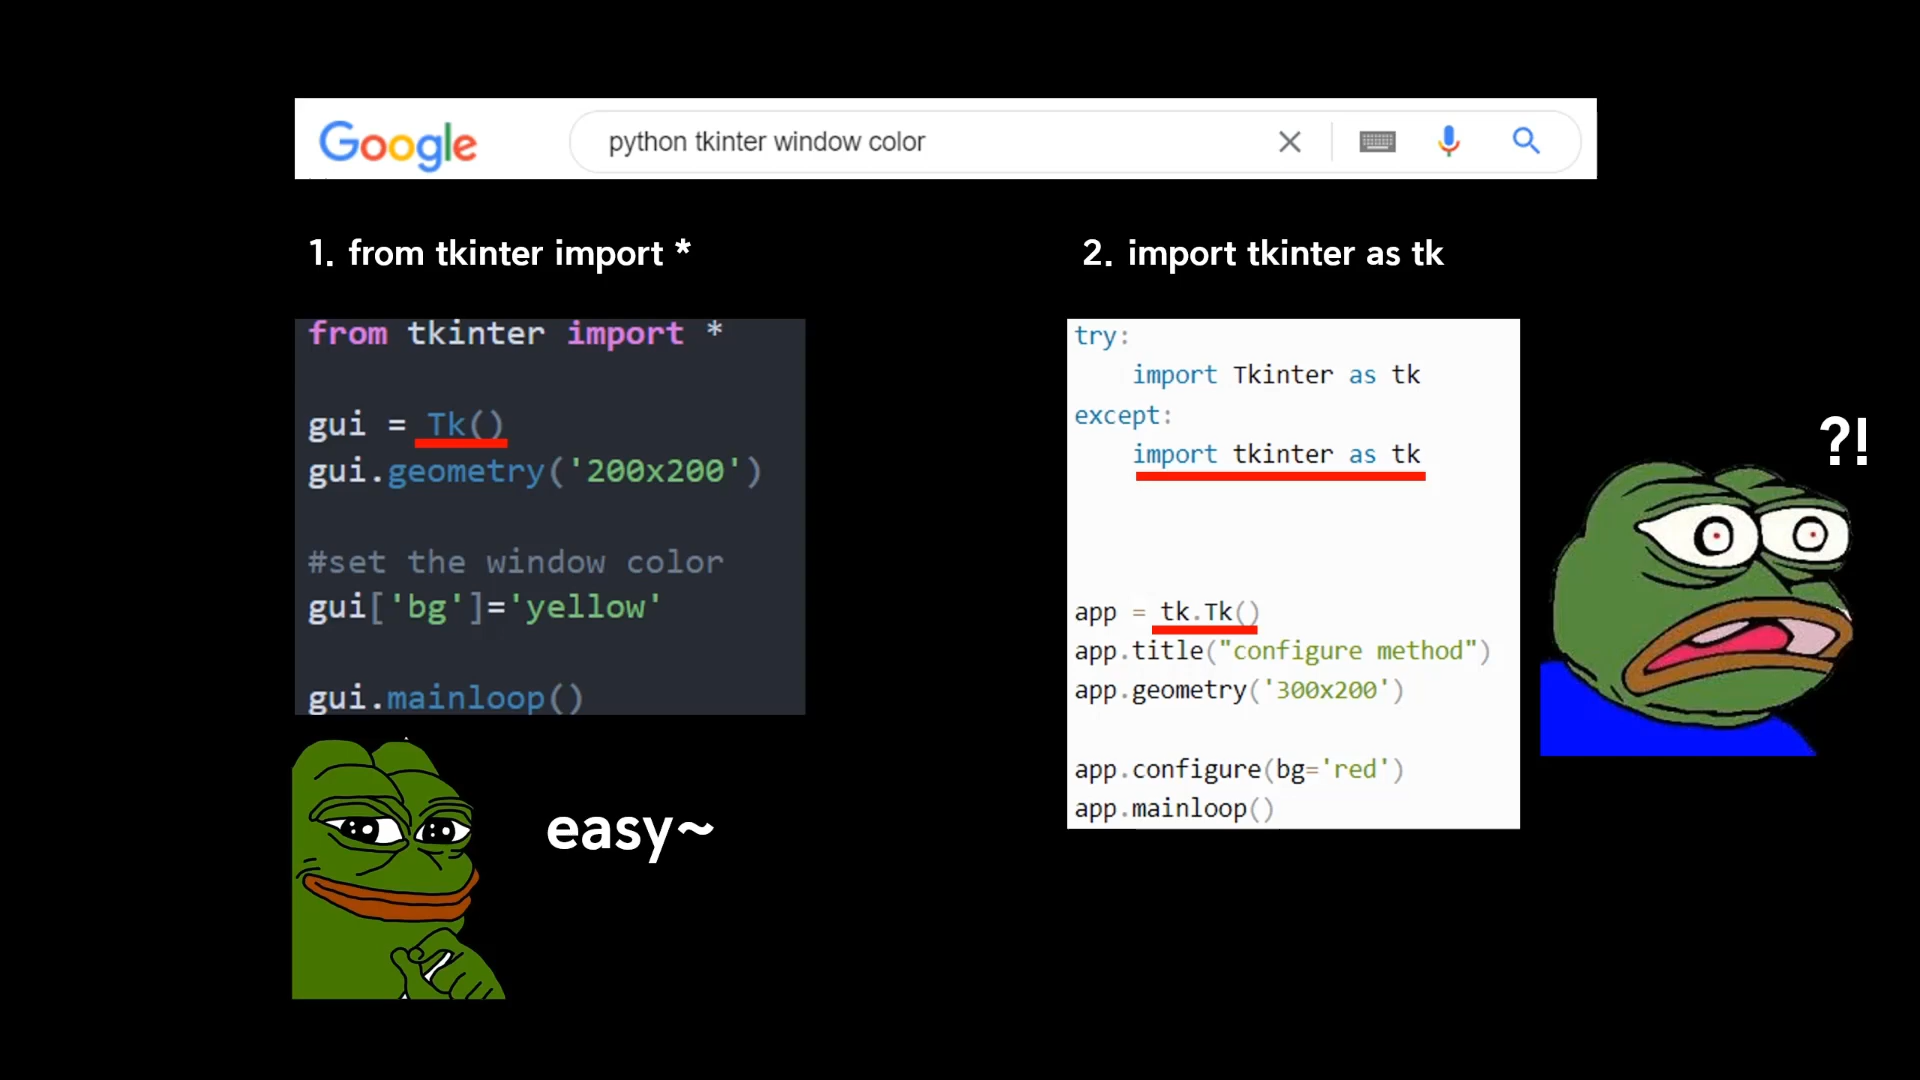 Google
python tkinter window color
1. from tkinter import *
2. import tkinter as tk
from tkinter import *
gui = Tk()
gui.geometry('200x200')
#set the window color
gui['bg']='yellow'
gui.mainloop()
try:
import Tkinter as tk
except:
import tkinter as tk
app = tk.Tk()
app.title("configure method")
app.geometry('300x200')
app.configure(bg='red')
app.mainloop()
?!
easy~